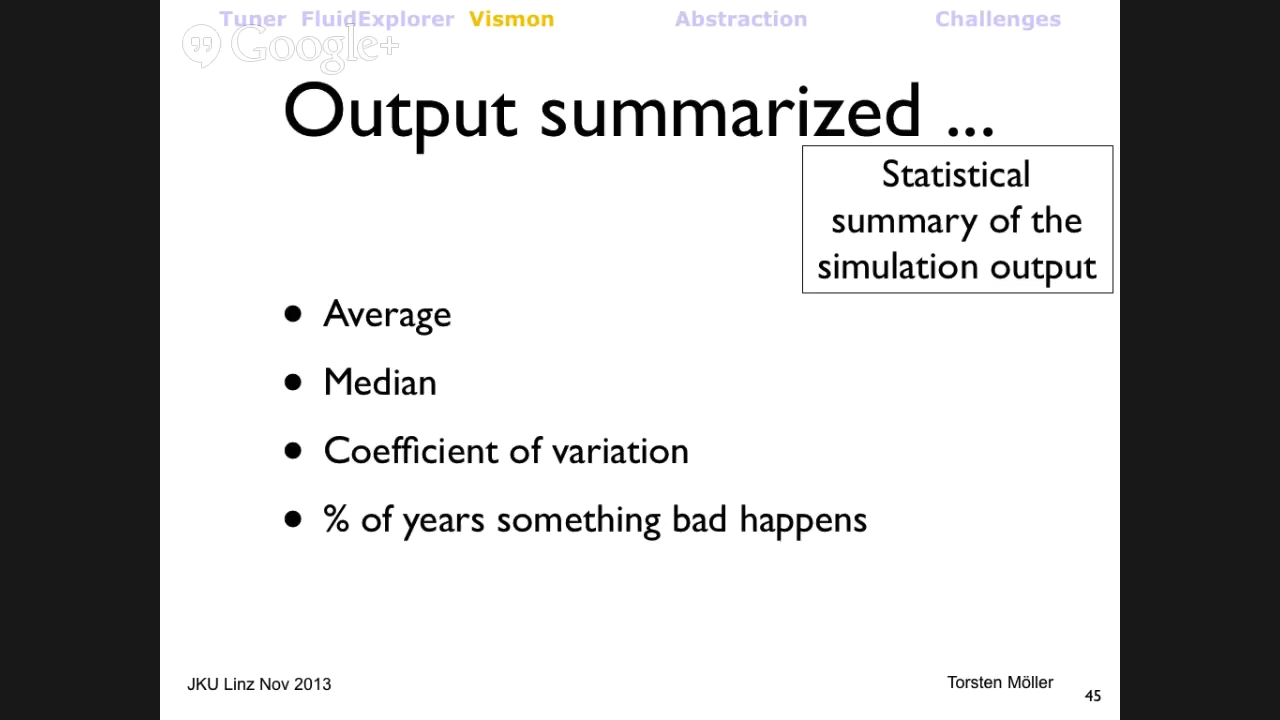 Tuner FluidExplorer Vismon Abstraction Challenges
Google+
Output summarized ...
Statistical
summary of the
simulation output
• Average
• Median
• Coefficient of variation
• % of years something bad happens
JKU Linz Nov 2013
Torsten Möller
45